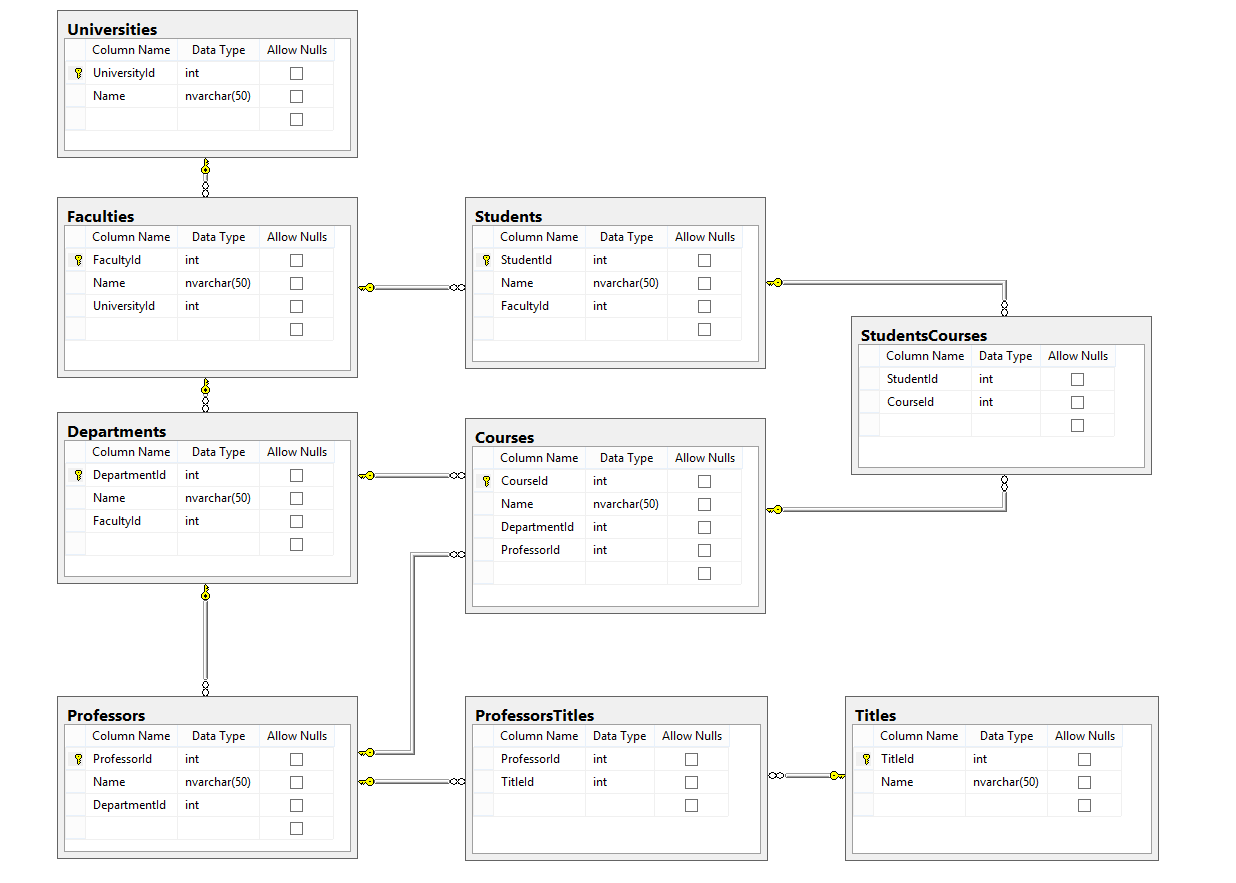 Universities
Column Name Data Type Allow Nulls
UniversityId int
Name nvarchar(50)
Faculties
Column Name Data Type Allow Nulls
FacultyId int
Name nvarchar(50)
UniversityId int
Students
Column Name Data Type Allow Nulls
StudentId int
Name nvarchar(50)
FacultyId int
StudentsCourses
Column Name Data Type Allow Nulls
StudentId int
CourseId int
Departments
Column Name Data Type Allow Nulls
DepartmentId int
Name nvarchar(50)
FacultyId int
Courses
Column Name Data Type Allow Nulls
CourseId int
Name nvarchar(50)
DepartmentId int
ProfessorId int
Professors
Column Name Data Type Allow Nulls
ProfessorId int
Name nvarchar(50)
DepartmentId int
ProfessorsTitles
Column Name Data Type Allow Nulls
ProfessorId int
TitleId int
Titles
Column Name Data Type Allow Nulls
TitleId int
Name nvarchar(50)